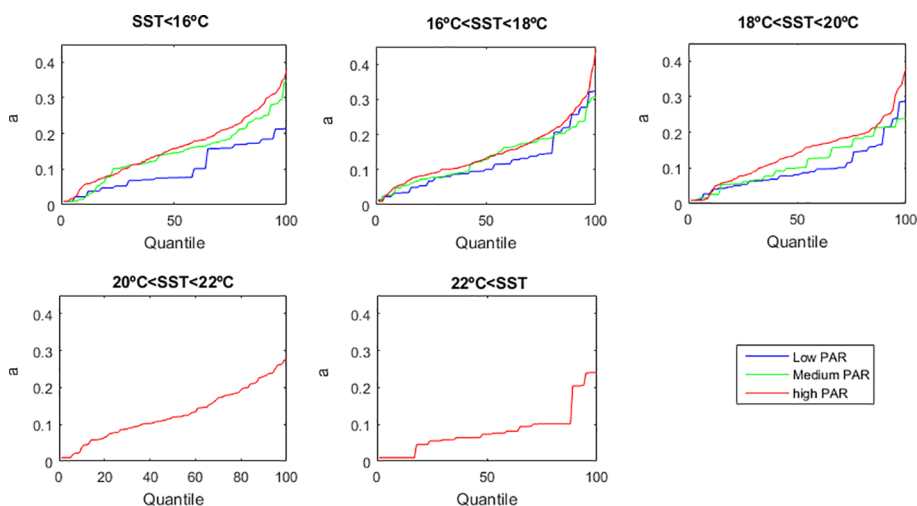 SST<16ºC
16ºC<SST<18ºC
18ºC<SST<20ºC
0.4
0.3
0.2
0.1
0
a
0
50
100
Quantile
0.4
0.3
0.2
0.1
0
a
0
50
100
Quantile
0.4
0.3
0.2
0.1
0
a
0
50
100
Quantile
20ºC<SST<22ºC
22ºC<SST
0.4
0.3
0.2
0.1
0
a
0
20
40
60
80
100
Quantile
0.4
0.3
0.2
0.1
0
a
0
50
100
Quantile
Low PAR
Medium PAR
high PAR